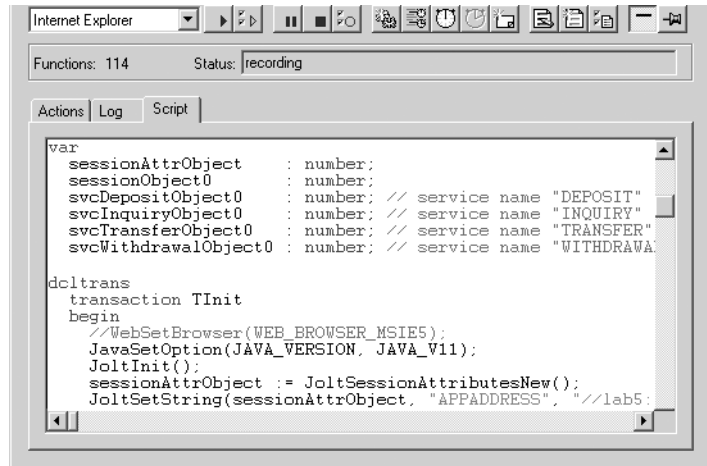 Internet Explorer
Functions: 114 Status: recording
Actions Log Script
var
sessionAttrObject : number;
sessionObject0 : number;
svcDepositObject0 : number; // service name "DEPOSIT"
svcInquiryObject0 : number; // service name "INQUIRY"
svcTransferObject0 : number; // service name "TRANSFER"
svcWithdrawalObject0 : number; // service name "WITHDRAWA
dcltrans
transaction TInit
begin
//WebSetBrowser(WEB_BROWSER_MSIE5);
JavaSetOption(JAVA_VERSION, JAVA_V11);
JoltInit();
sessionAttrObject := JoltSessionAttributesNew();
JoltSetString(sessionAttrObject, "APPADDRESS", "//lab5: